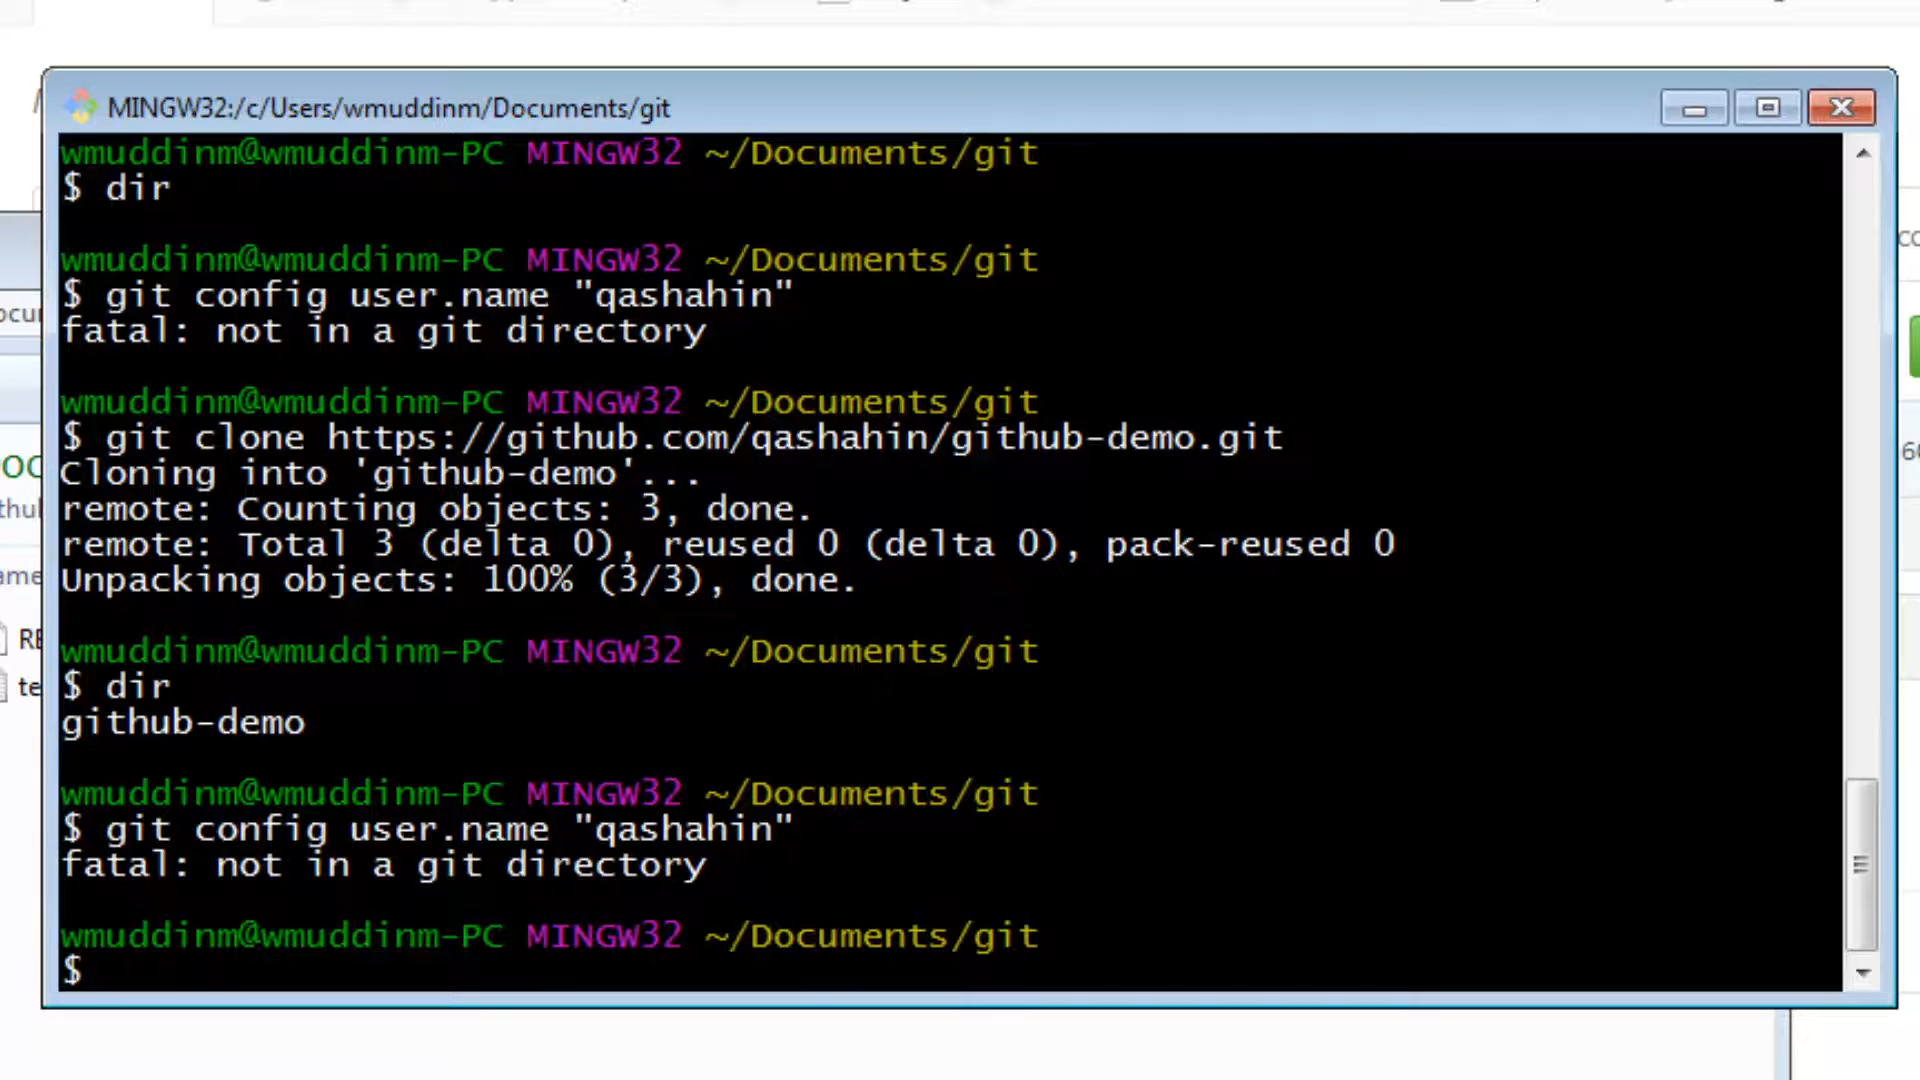 MINGW32:/c/Users/wmuddinm/Documents/git
wmuddinm@wmuddinm-PC MINGW32 ~/Documents/git
$ dir
wmuddinm@wmuddinm-PC MINGW32 ~/Documents/git
$ git config user.name "qashahin"
fatal: not in a git directory
wmuddinm@wmuddinm-PC MINGW32 ~/Documents/git
$ git clone https://github.com/qashahin/github-demo.git
Cloning into 'github-demo'...
remote: Counting objects: 3, done.
remote: Total 3 (delta 0), reused 0 (delta 0), pack-reused 0
Unpacking objects: 100% (3/3), done.
wmuddinm@wmuddinm-PC MINGW32 ~/Documents/git
$ dir
github-demo
wmuddinm@wmuddinm-PC MINGW32 ~/Documents/git
$ git config user.name "qashahin"
fatal: not in a git directory
wmuddinm@wmuddinm-PC MINGW32 ~/Documents/git
$